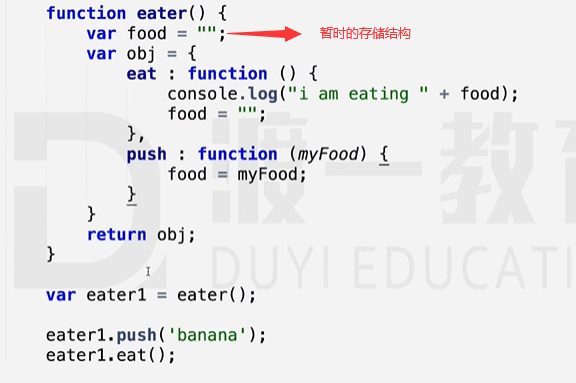 function eater() {
var food = "";
暂时的存储结构
var obj = {
eat : function () {
console.log("i am eating " + food);
food = "";
},
push : function (myFood) {
food = myFood;
}
}
return obj;
}
var eater1 = eater();
eater1.push('banana');
eater1.eat();
渡一教育
DUYI EDUCATI